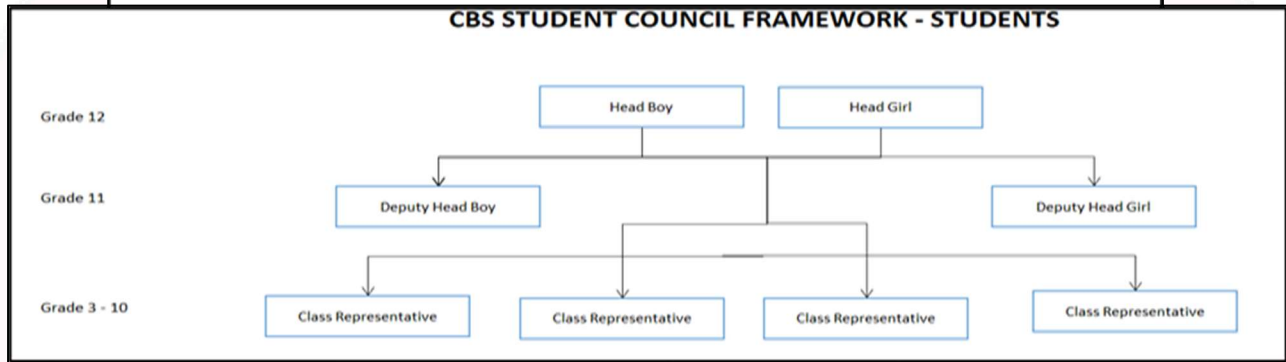 CBS STUDENT COUNCIL FRAMEWORK - STUDENTS
Grade 12
Head Boy
Head Girl
Grade 11
Deputy Head Boy
Deputy Head Girl
Grade 3 - 10
Class Representative
Class Representative
Class Representative
Class Representative